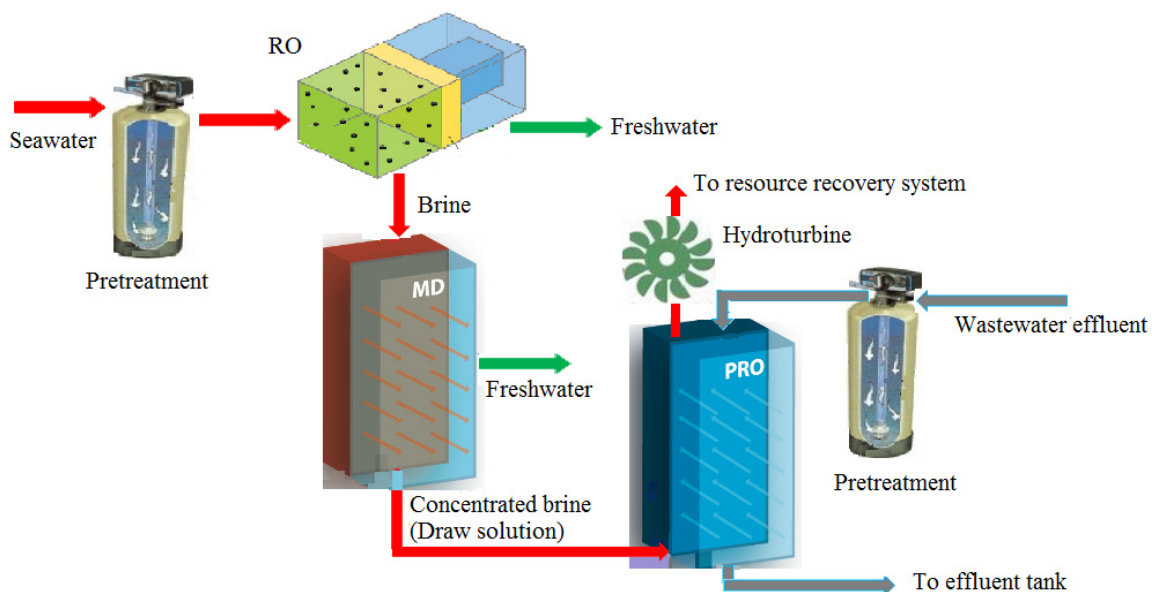 RO
Seawater
Freshwater
Pretreatment
Brine
To resource recovery system
Hydroturbine
MD
Freshwater
Wastewater effluent
PRO
Pretreatment
Concentrated brine
(Draw solution)
To effluent tank